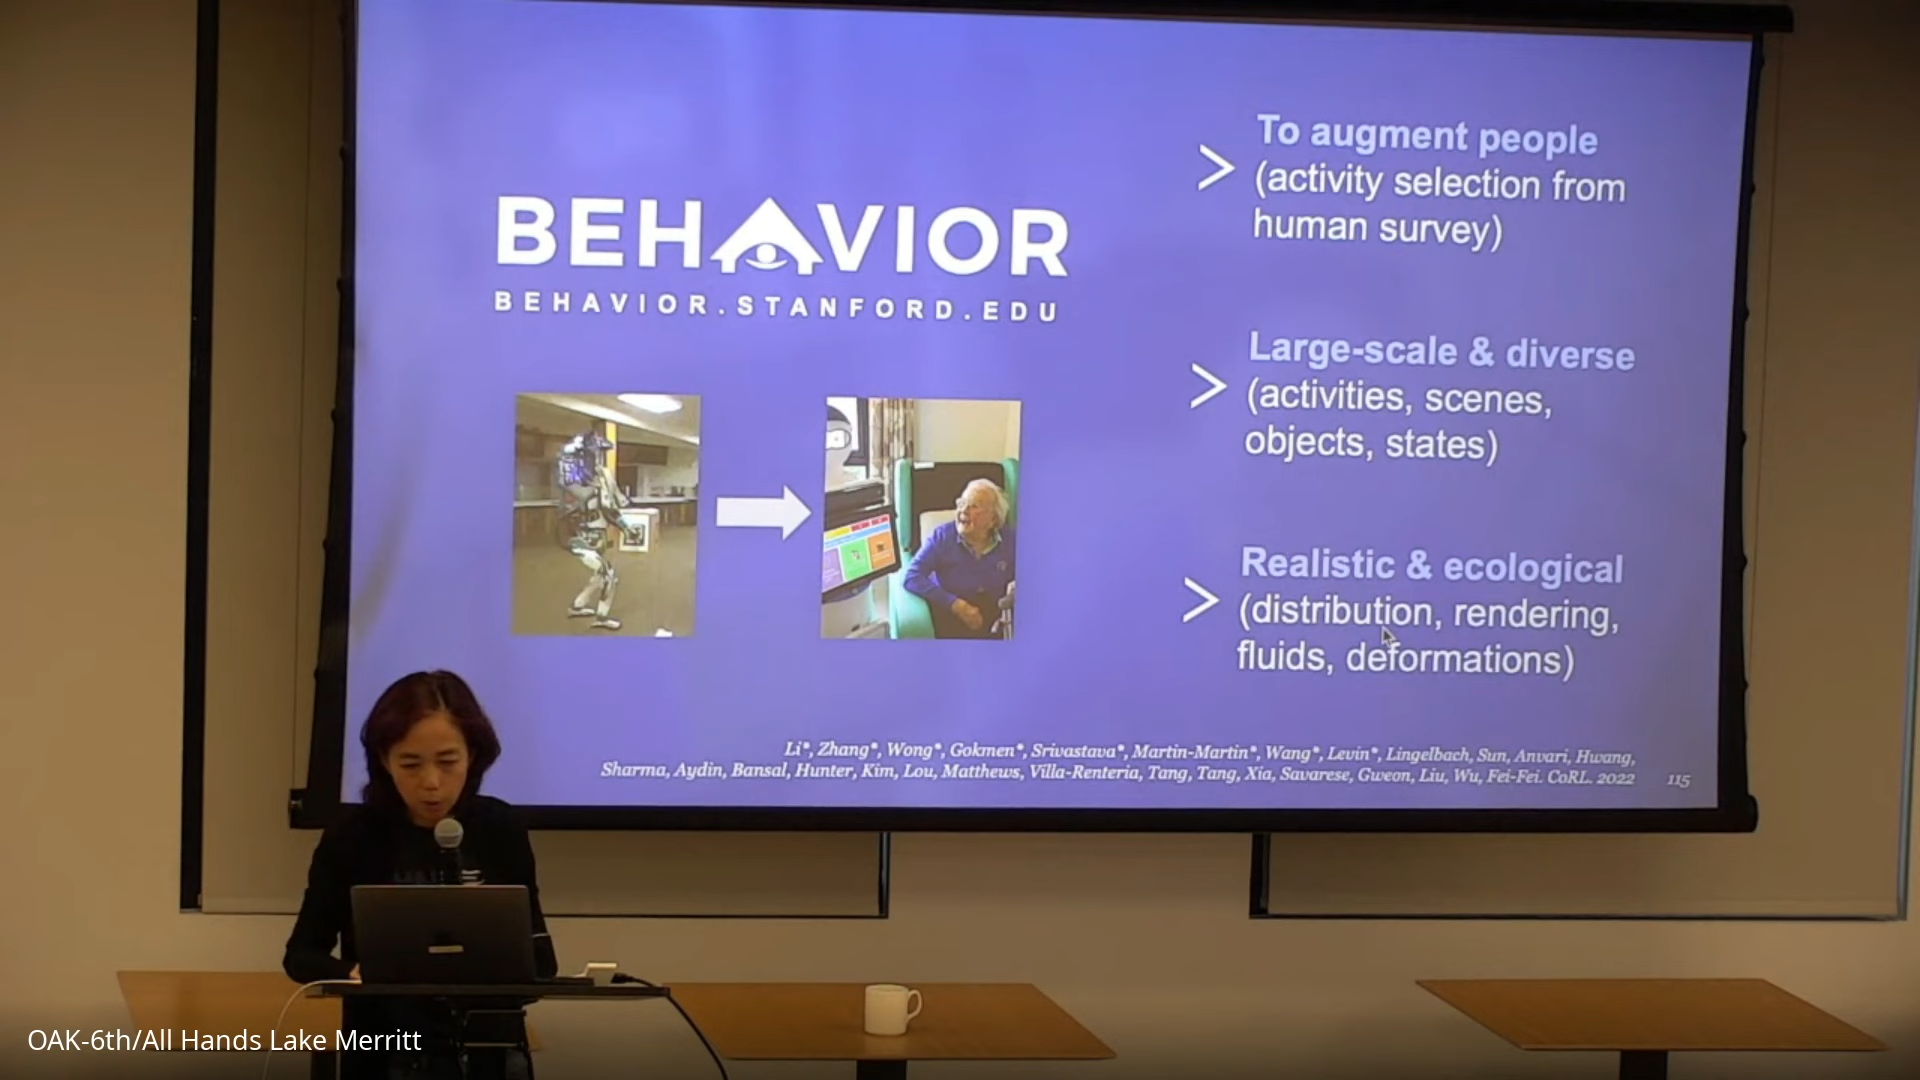 BEHAVIOR
BEHAVIOR.STANFORD.EDU
To augment people
(activity selection from
human survey)
Large-scale & diverse
(activities, scenes,
objects, states)
Realistic & ecological
(distribution, rendering,
fluids, deformations)
Li*, Zhang*, Wong*, Gokmen*, Srivastava*, Martin-Martin*, Wang*, Levin*, Lingelbach, Sun, Anvari, Hwang,
Sharma, Aydin, Bansal, Hunter, Kim, Lou, Matthews, Villa-Renteria, Tang, Tang, Xia, Savarese, Gweon, Liu, Wu, Fei-Fei. CoRL. 2022
115
OAK-6th/All Hands Lake Merritt